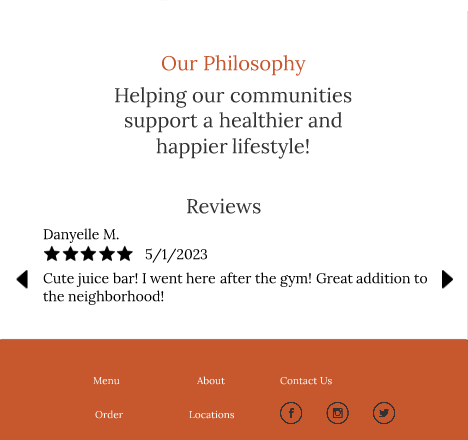 Our Philosophy
Helping our communities
support a healthier and
happier lifestyle!
Reviews
Danyelle M.
5/1/2023
Cute juice bar! I went here after the gym! Great addition to
the neighborhood!
Menu About Contact Us
Order Locations